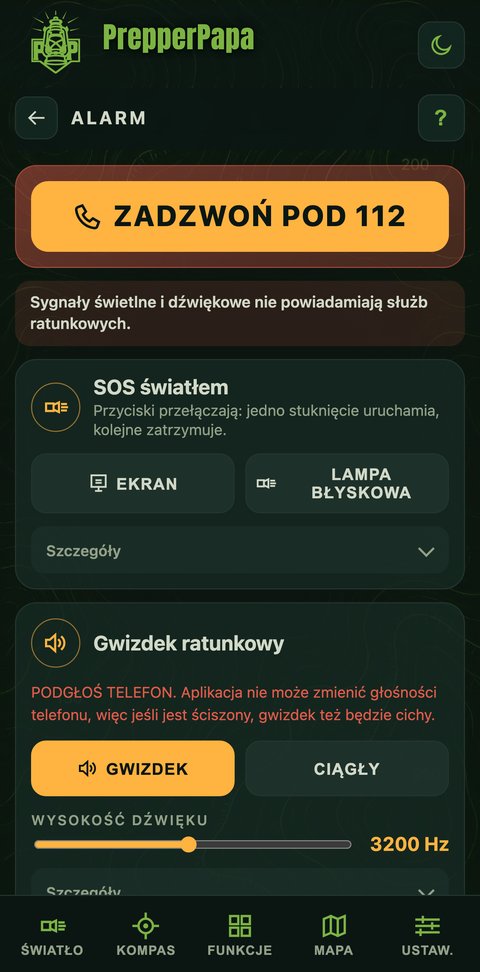 PP
PrepperPapa
ALARM
?
200
ZADZWOŃ POD 112
Sygnały świetlne i dźwiękowe nie powiadamiają służb
ratunkowych.
SOS światłem
Przyciski przełączają: jedno stuknięcie uruchamia,
kolejne zatrzymuje.
EKRAN
LAMPA
BŁYSKOWA
Szczegóły
Gwizdek ratunkowy
PODGŁOŚ TELEFON. Aplikacja nie może zmienić głośności
telefonu, więc jeśli jest ściszony, gwizdek też będzie cichy.
GWIZDEK
CIĄGŁY
WYSOKOŚĆ DŹWIĘKU
3200 Hz
Szczegóły
ŚWIATŁO
KOMPAS
FUNKCJE
MAPA
USTAW.